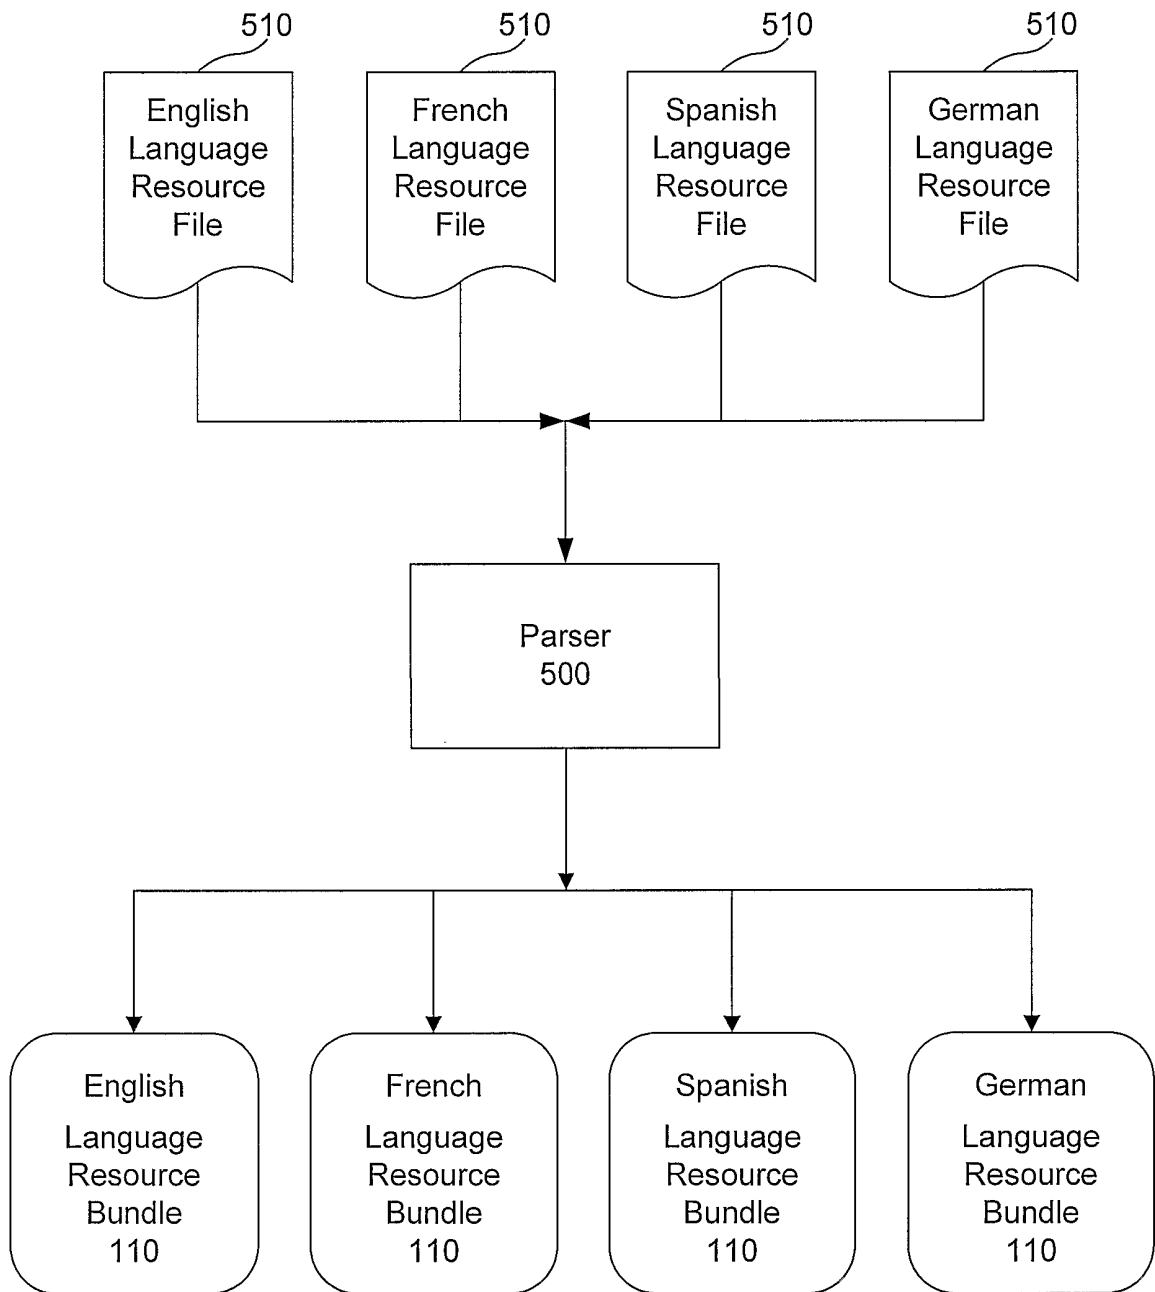 510
510
510
510
English
Language
Resource
File
French
Language
Resource
File
Spanish
Language
Resource
File
German
Language
Resource
File
Parser
500
English
Language
Resource
Bundle
110
French
Language
Resource
Bundle
110
Spanish
Language
Resource
Bundle
110
German
Language
Resource
Bundle
110